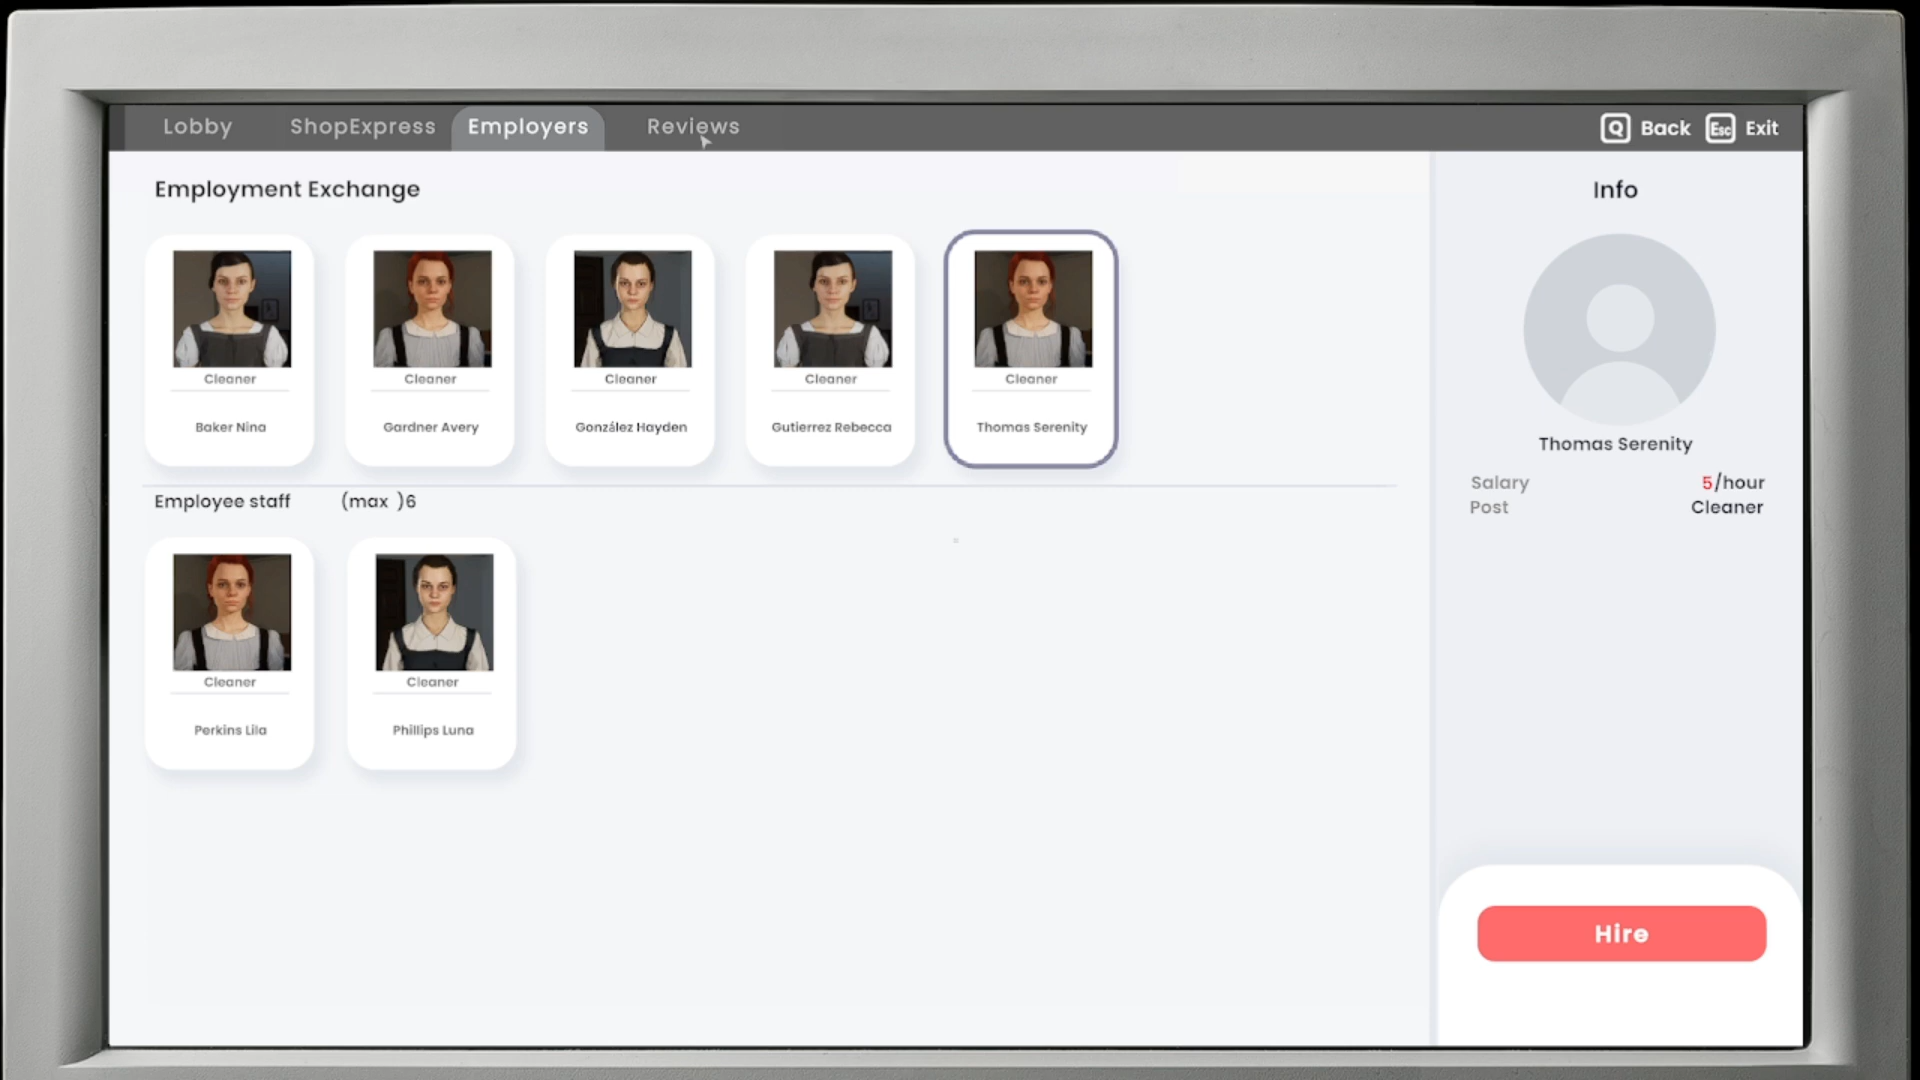 Lobby ShopExpress Employers Reviews Q Back Esc Exit
Employment Exchange
Cleaner Cleaner Cleaner Cleaner Cleaner
Baker Nina Gardner Avery González Hayden Gutierrez Rebecca Thomas Serenity
Employee staff (max )6
Cleaner Cleaner
Perkins Lila Phillips Luna
Info
Thomas Serenity
Salary 5/hour
Post Cleaner
Hire